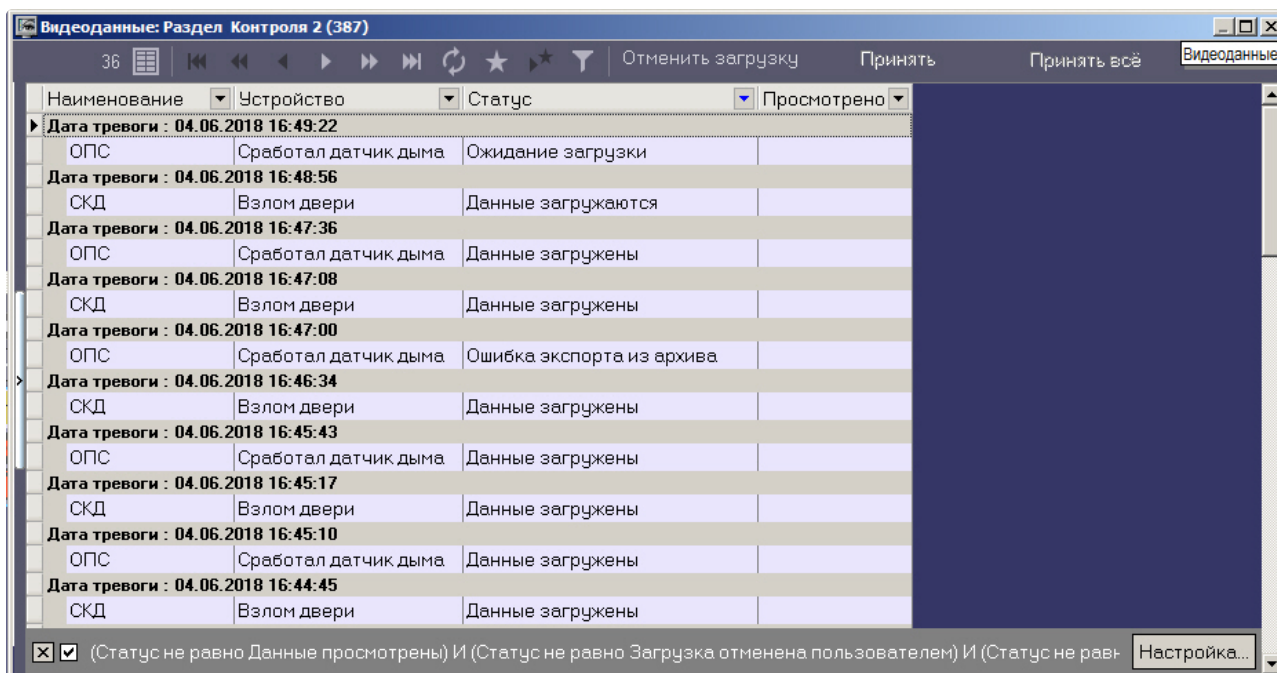 Видеоданные: Раздел Контроля 2 (387)
36 Отменить загрузку Принять Принять всё Видеоданные
Наименование Устройство Статус Просмотрено
Дата тревоги : 04.06.2018 16:49:22
ОПС Сработал датчик дыма Ожидание загрузки
Дата тревоги : 04.06.2018 16:48:56
СКД Взлом двери Данные загружаются
Дата тревоги : 04.06.2018 16:47:36
ОПС Сработал датчик дыма Данные загружены
Дата тревоги : 04.06.2018 16:47:08
СКД Взлом двери Данные загружены
Дата тревоги : 04.06.2018 16:47:00
ОПС Сработал датчик дыма Ошибка экспорта из архива
Дата тревоги : 04.06.2018 16:46:34
СКД Взлом двери Данные загружены
Дата тревоги : 04.06.2018 16:45:43
ОПС Сработал датчик дыма Данные загружены
Дата тревоги : 04.06.2018 16:45:17
СКД Взлом двери Данные загружены
Дата тревоги : 04.06.2018 16:45:10
ОПС Сработал датчик дыма Данные загружены
Дата тревоги : 04.06.2018 16:44:45
СКД Взлом двери Данные загружены
(Статус не равно Данные просмотрены) И (Статус не равно Загрузка отменена пользователем) И (Статус не равн Настройка...